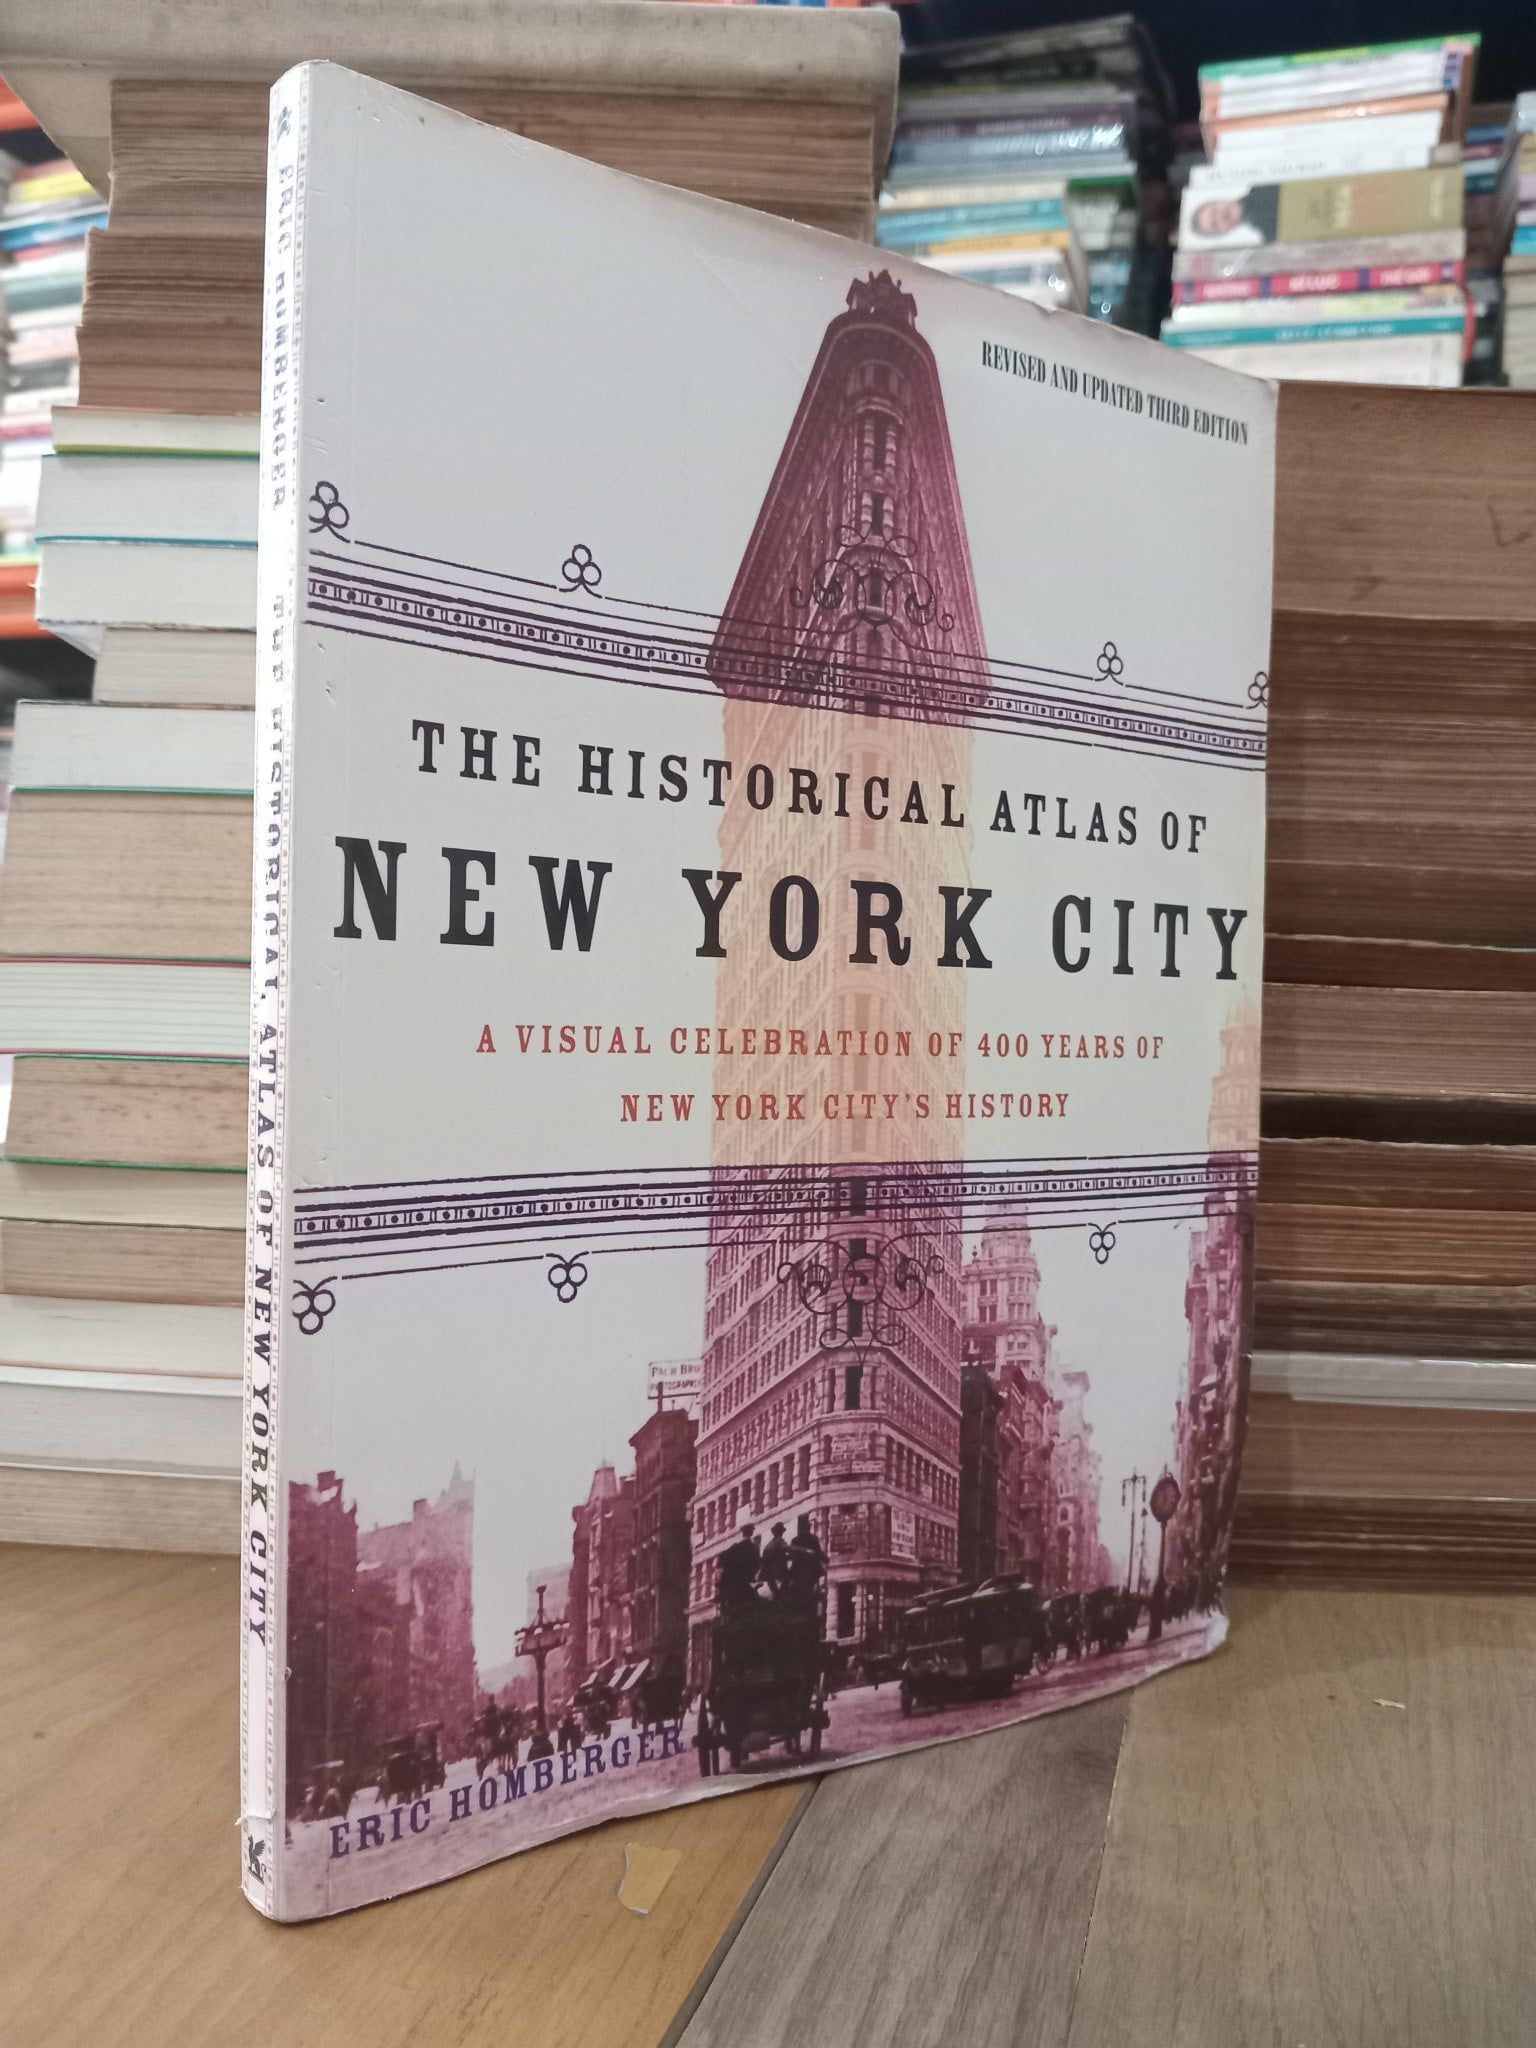 REVISED AND UPDATED THIRD EDITION
THE HISTORICAL ATLAS OF
NEW YORK CITY
A VISUAL CELEBRATION OF 400 YEARS OF
NEW YORK CITY'S HISTORY
ERIC HOMBERGER
ERIC HOMBERGER THE HISTORICAL ATLAS OF NEW YORK CITY